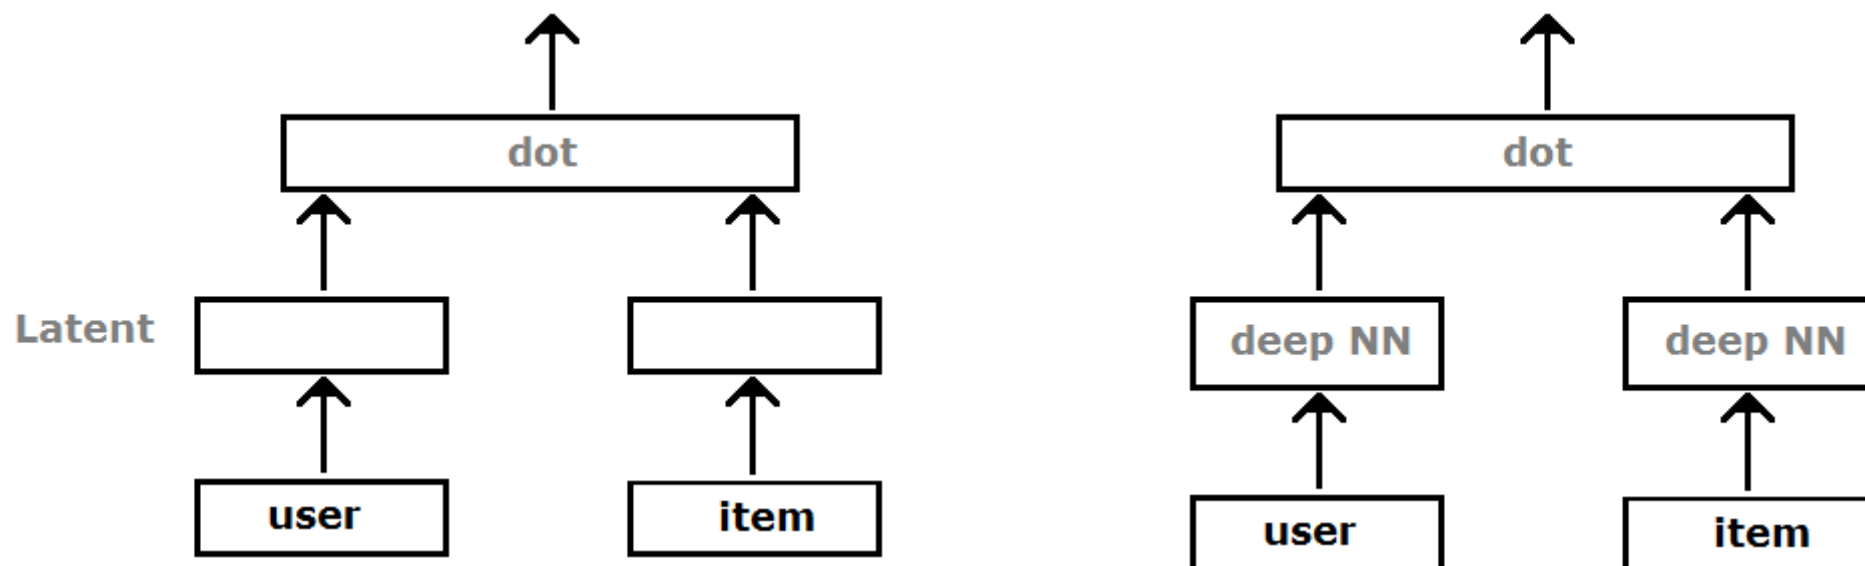 dot
Latent
user
item
dot
deep NN
deep NN
user
item